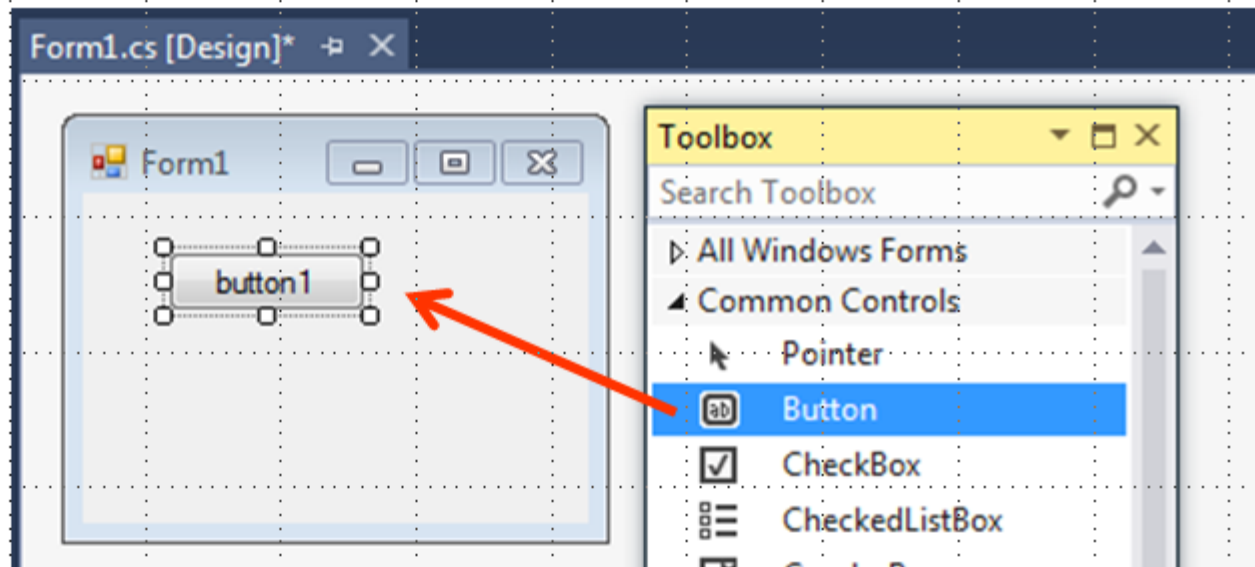 Form1.cs [Design]*
Form1
button1
Toolbox
Search Toolbox
All Windows Forms
Common Controls
Pointer
Button
CheckBox
CheckedListBox